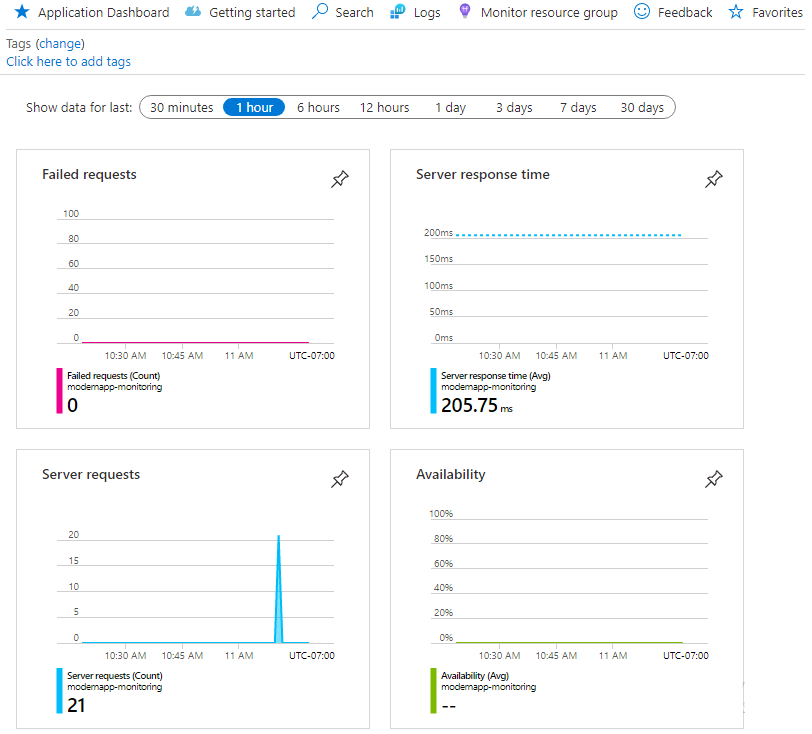 Application Dashboard Getting started Search Logs Monitor resource group Feedback Favorites
Tags (change)
Click here to add tags
Show data for last: 30 minutes 1 hour 6 hours 12 hours 1 day 3 days 7 days 30 days
Failed requests
100
80
60
40
20
0
10:30 AM 10:45 AM 11 AM UTC-07:00
Failed requests (Count)
modernapp-monitoring
0
Server response time
200ms
150ms
100ms
50ms
0ms
10:30 AM 10:45 AM 11 AM UTC-07:00
Server response time (Avg)
modernapp-monitoring
205.75 ms
Server requests
20
15
10
5
0
10:30 AM 10:45 AM 11 AM UTC-07:00
Server requests (Count)
modernapp-monitoring
21
Availability
100%
80%
60%
40%
20%
0%
10:30 AM 10:45 AM 11 AM UTC-07:00
Availability (Avg)
modernapp-monitoring
--